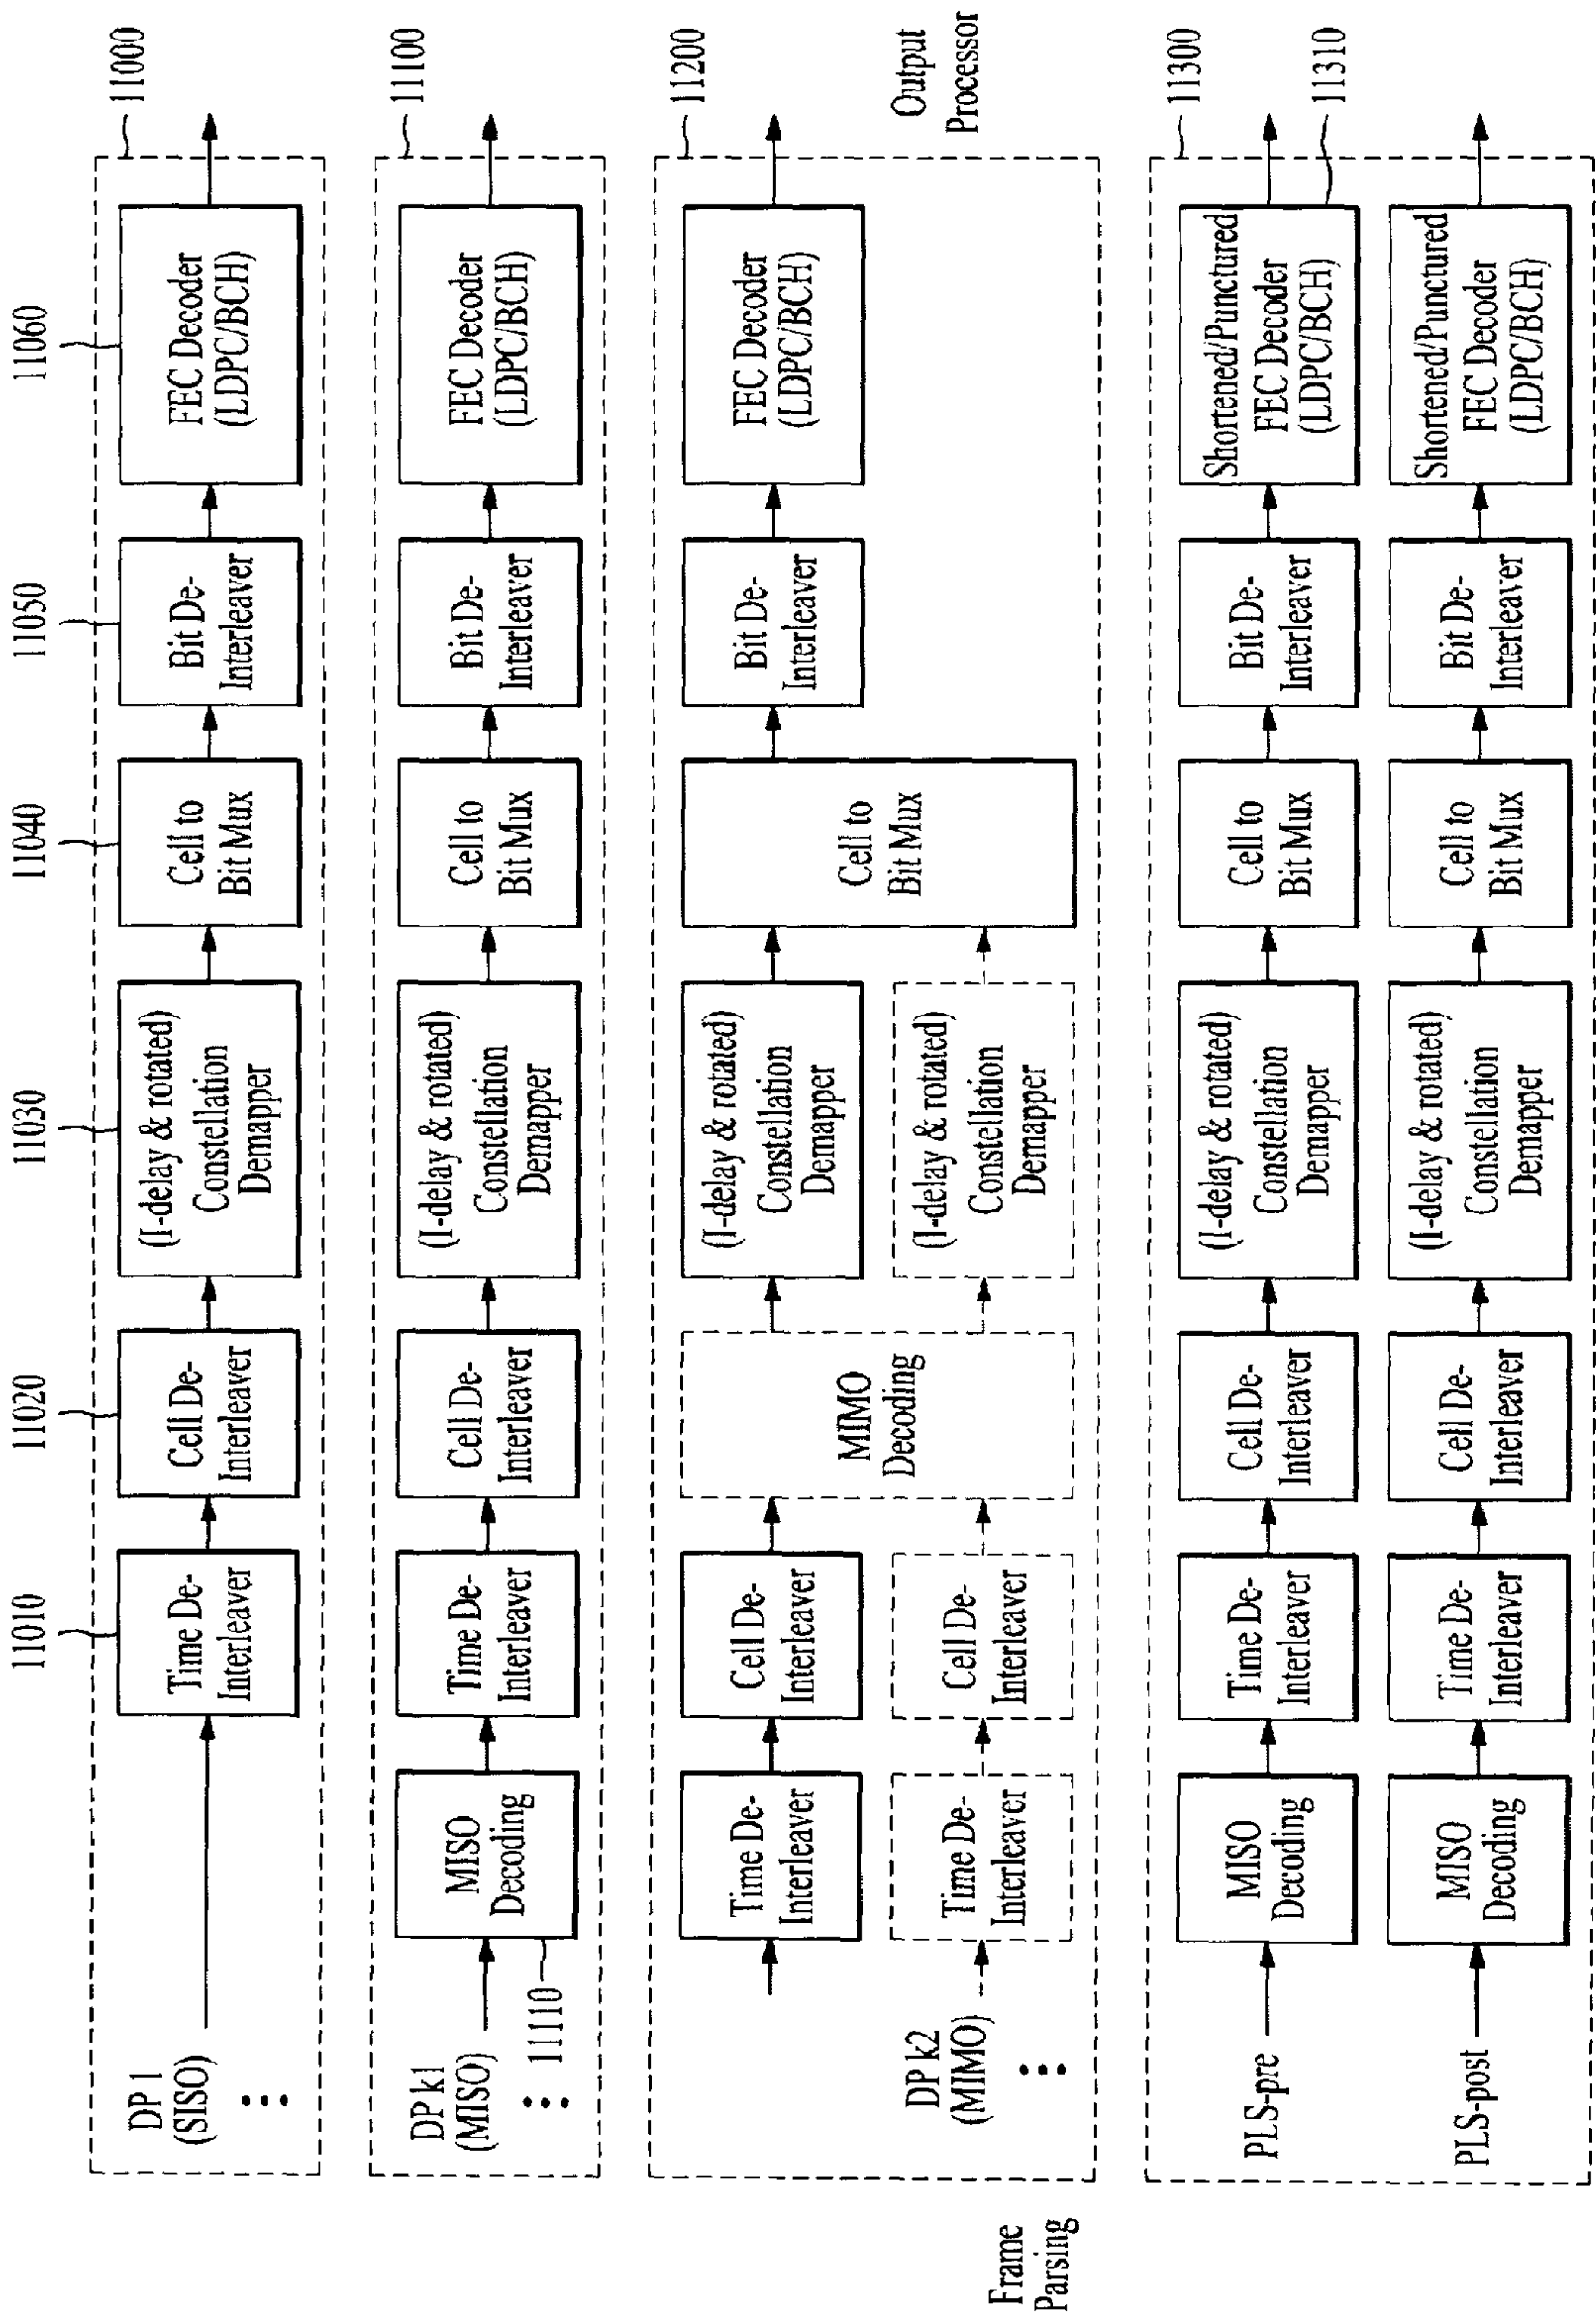 11010
11020
11030
11040
11050
11060
11000
DP 1
(SISO)
⋮
Time De-
Interleaver
Cell De-
Interleaver
(I-delay & rotated)
Constellation
Demapper
Cell to
Bit Mux
Bit De-
Interleaver
FEC Decoder
(LDPC/BCH)
11100
DP k1
(MISO)
⋮
11110
MISO
Decoding
Time De-
Interleaver
Cell De-
Interleaver
(I-delay & rotated)
Constellation
Demapper
Cell to
Bit Mux
Bit De-
Interleaver
FEC Decoder
(LDPC/BCH)
11200
Time De-
Interleaver
Cell De-
Interleaver
MIMO
Decoding
(I-delay & rotated)
Constellation
Demapper
Cell to
Bit Mux
Bit De-
Interleaver
FEC Decoder
(LDPC/BCH)
DP k2
(MIMO)
⋮
Time De-
Interleaver
Cell De-
Interleaver
(I-delay & rotated)
Constellation
Demapper
Output
Processor
Frame
Parsing
11300
PLS-pre
MISO
Decoding
Time De-
Interleaver
Cell De-
Interleaver
(I-delay & rotated)
Constellation
Demapper
Cell to
Bit Mux
Bit De-
Interleaver
Shortened/Punctured
FEC Decoder
(LDPC/BCH)
11310
PLS-post
MISO
Decoding
Time De-
Interleaver
Cell De-
Interleaver
(I-delay & rotated)
Constellation
Demapper
Cell to
Bit Mux
Bit De-
Interleaver
Shortened/Punctured
FEC Decoder
(LDPC/BCH)